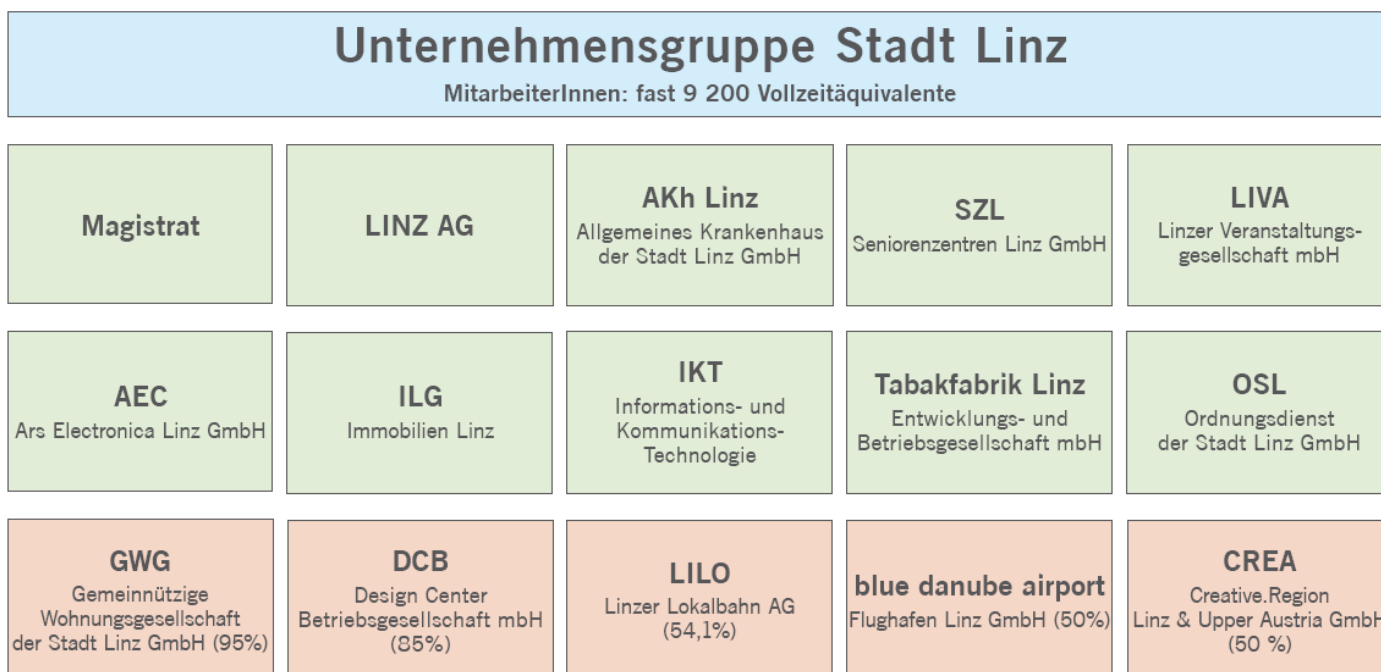 Unternehmensgruppe Stadt Linz
MitarbeiterInnen: fast 9 200 Vollzeitäquivalente
Magistrat
LINZ AG
AKh Linz
Allgemeines Krankenhaus
der Stadt Linz GmbH
SZL
Seniorenzentren Linz GmbH
LIVA
Linzer Veranstaltungs-
gesellschaft mbH
AEC
Ars Electronica Linz GmbH
ILG
Immobilien Linz
IKT
Informations- und
Kommunikations-
Technologie
Tabakfabrik Linz
Entwicklungs- und
Betriebsgesellschaft mbH
OSL
Ordnungsdienst
der Stadt Linz GmbH
GWG
Gemeinnützige
Wohnungsgesellschaft
der Stadt Linz GmbH (95%)
DCB
Design Center
Betriebsgesellschaft mbH
(85%)
LILO
Linzer Lokalbahn AG
(54,1%)
blue danube airport
Flughafen Linz GmbH (50%)
CREA
Creative.Region
Linz & Upper Austria GmbH
(50 %)